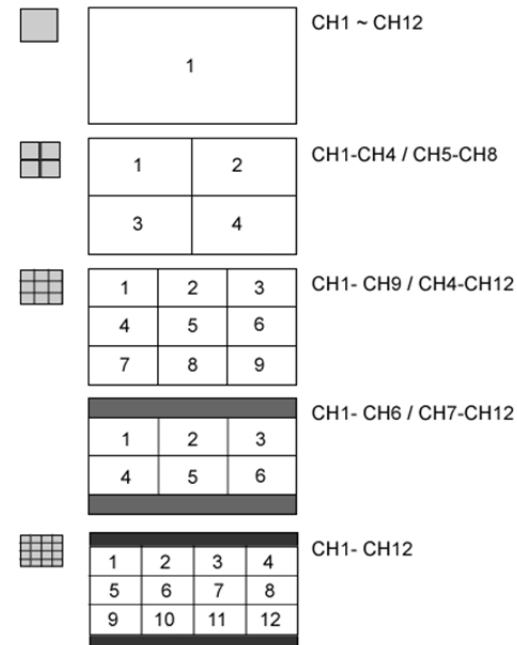 CH1 ~ CH12
1
CH1-CH4 / CH5-CH8
1 2
3 4
CH1- CH9 / CH4-CH12
1 2 3
4 5 6
7 8 9
CH1- CH6 / CH7-CH12
1 2 3
4 5 6
CH1- CH12
1 2 3 4
5 6 7 8
9 10 11 12